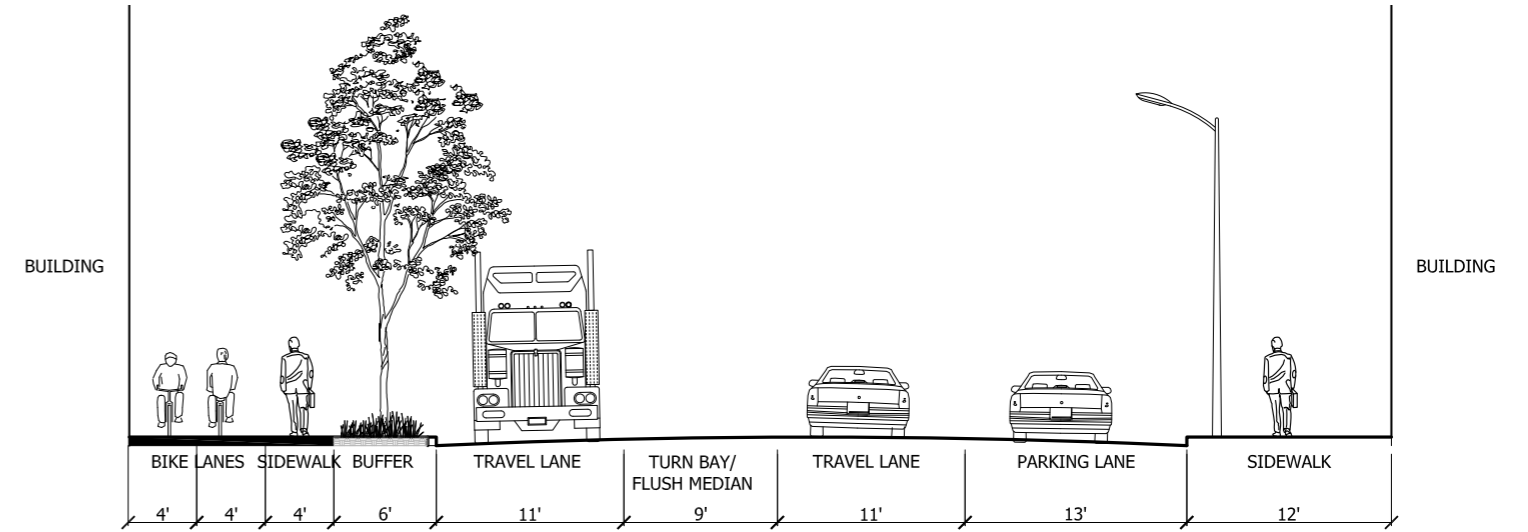 BUILDING
BUILDING
BIKE LANES SIDEWALK BUFFER TRAVEL LANE TURN BAY/ TRAVEL LANE PARKING LANE SIDEWALK
FLUSH MEDIAN
4' 4' 4' 6' 11' 9' 11' 13' 12'